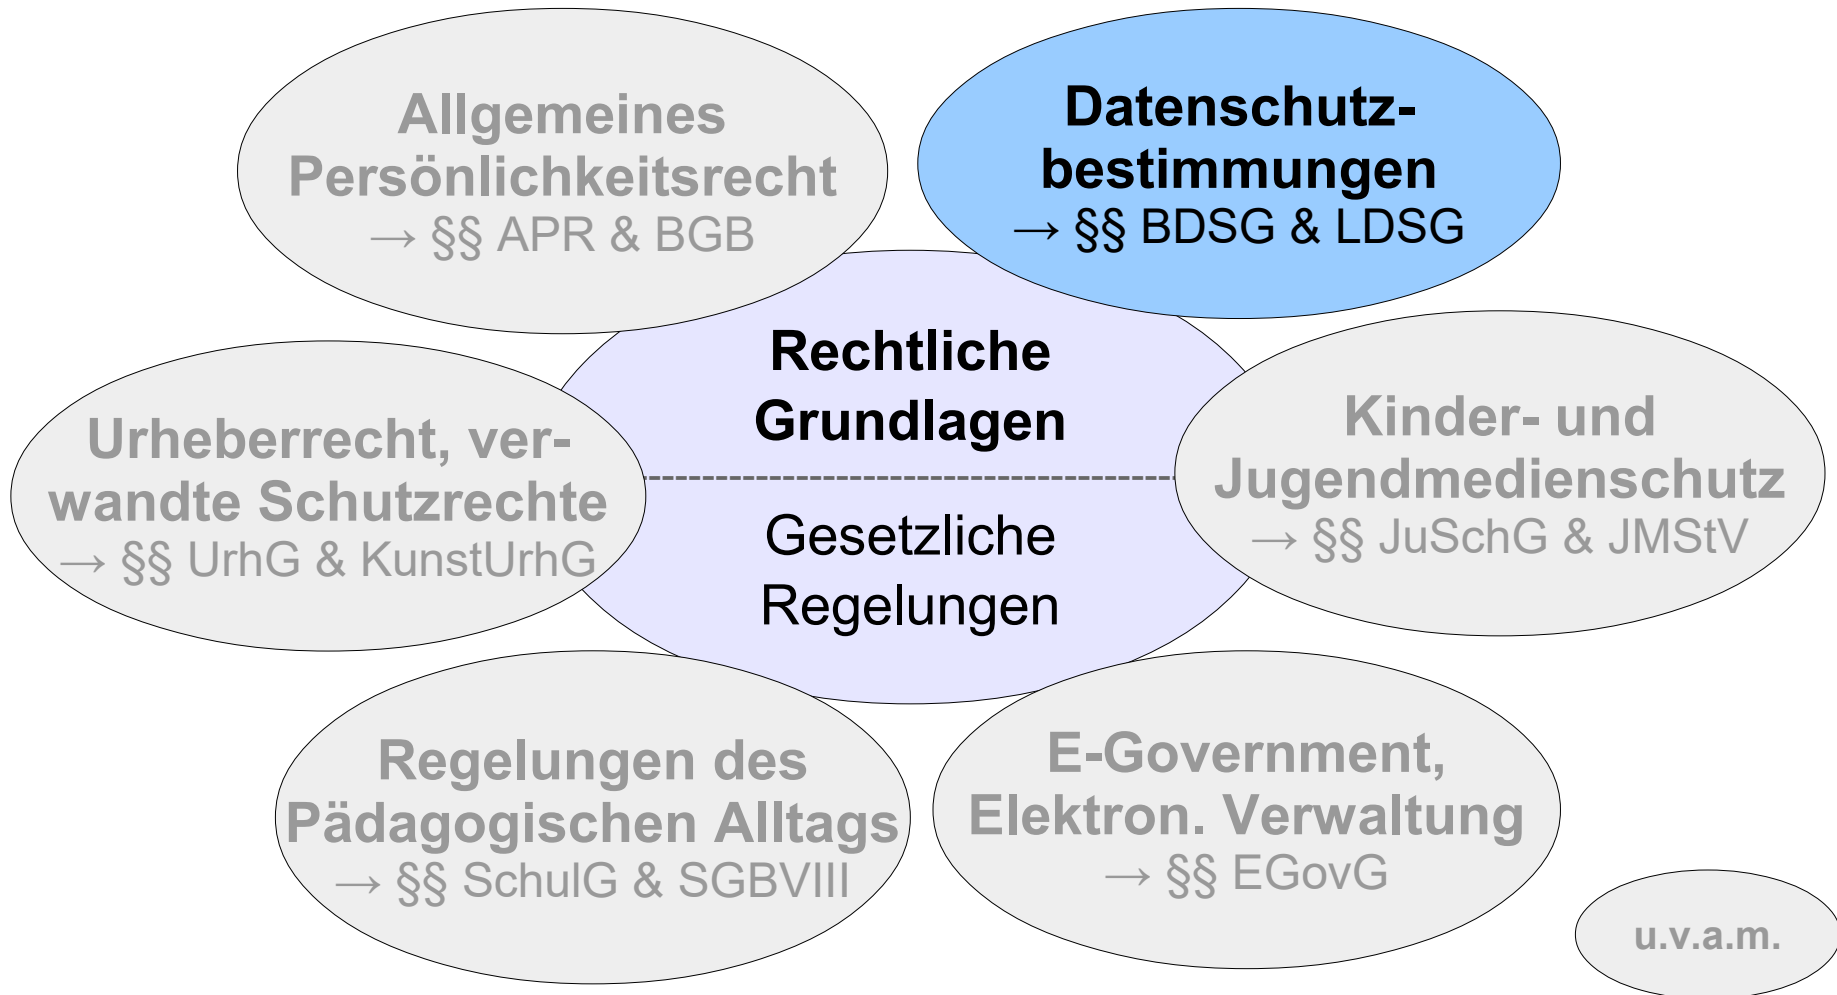 Allgemeines
Persönlichkeitsrecht
→ §§ APR & BGB
Datenschutz-
bestimmungen
→ §§ BDSG & LDSG
Rechtliche
Grundlagen
Gesetzliche
Regelungen
Urheberrecht, ver-
wandte Schutzrechte
→ §§ UrhG & KunstUrhG
Kinder- und
Jugendmedienschutz
→ §§ JuSchG & JMStV
Regelungen des
Pädagogischen Alltags
→ §§ SchulG & SGBVIII
E-Government,
Elektron. Verwaltung
→ §§ EGovG
u.v.a.m.